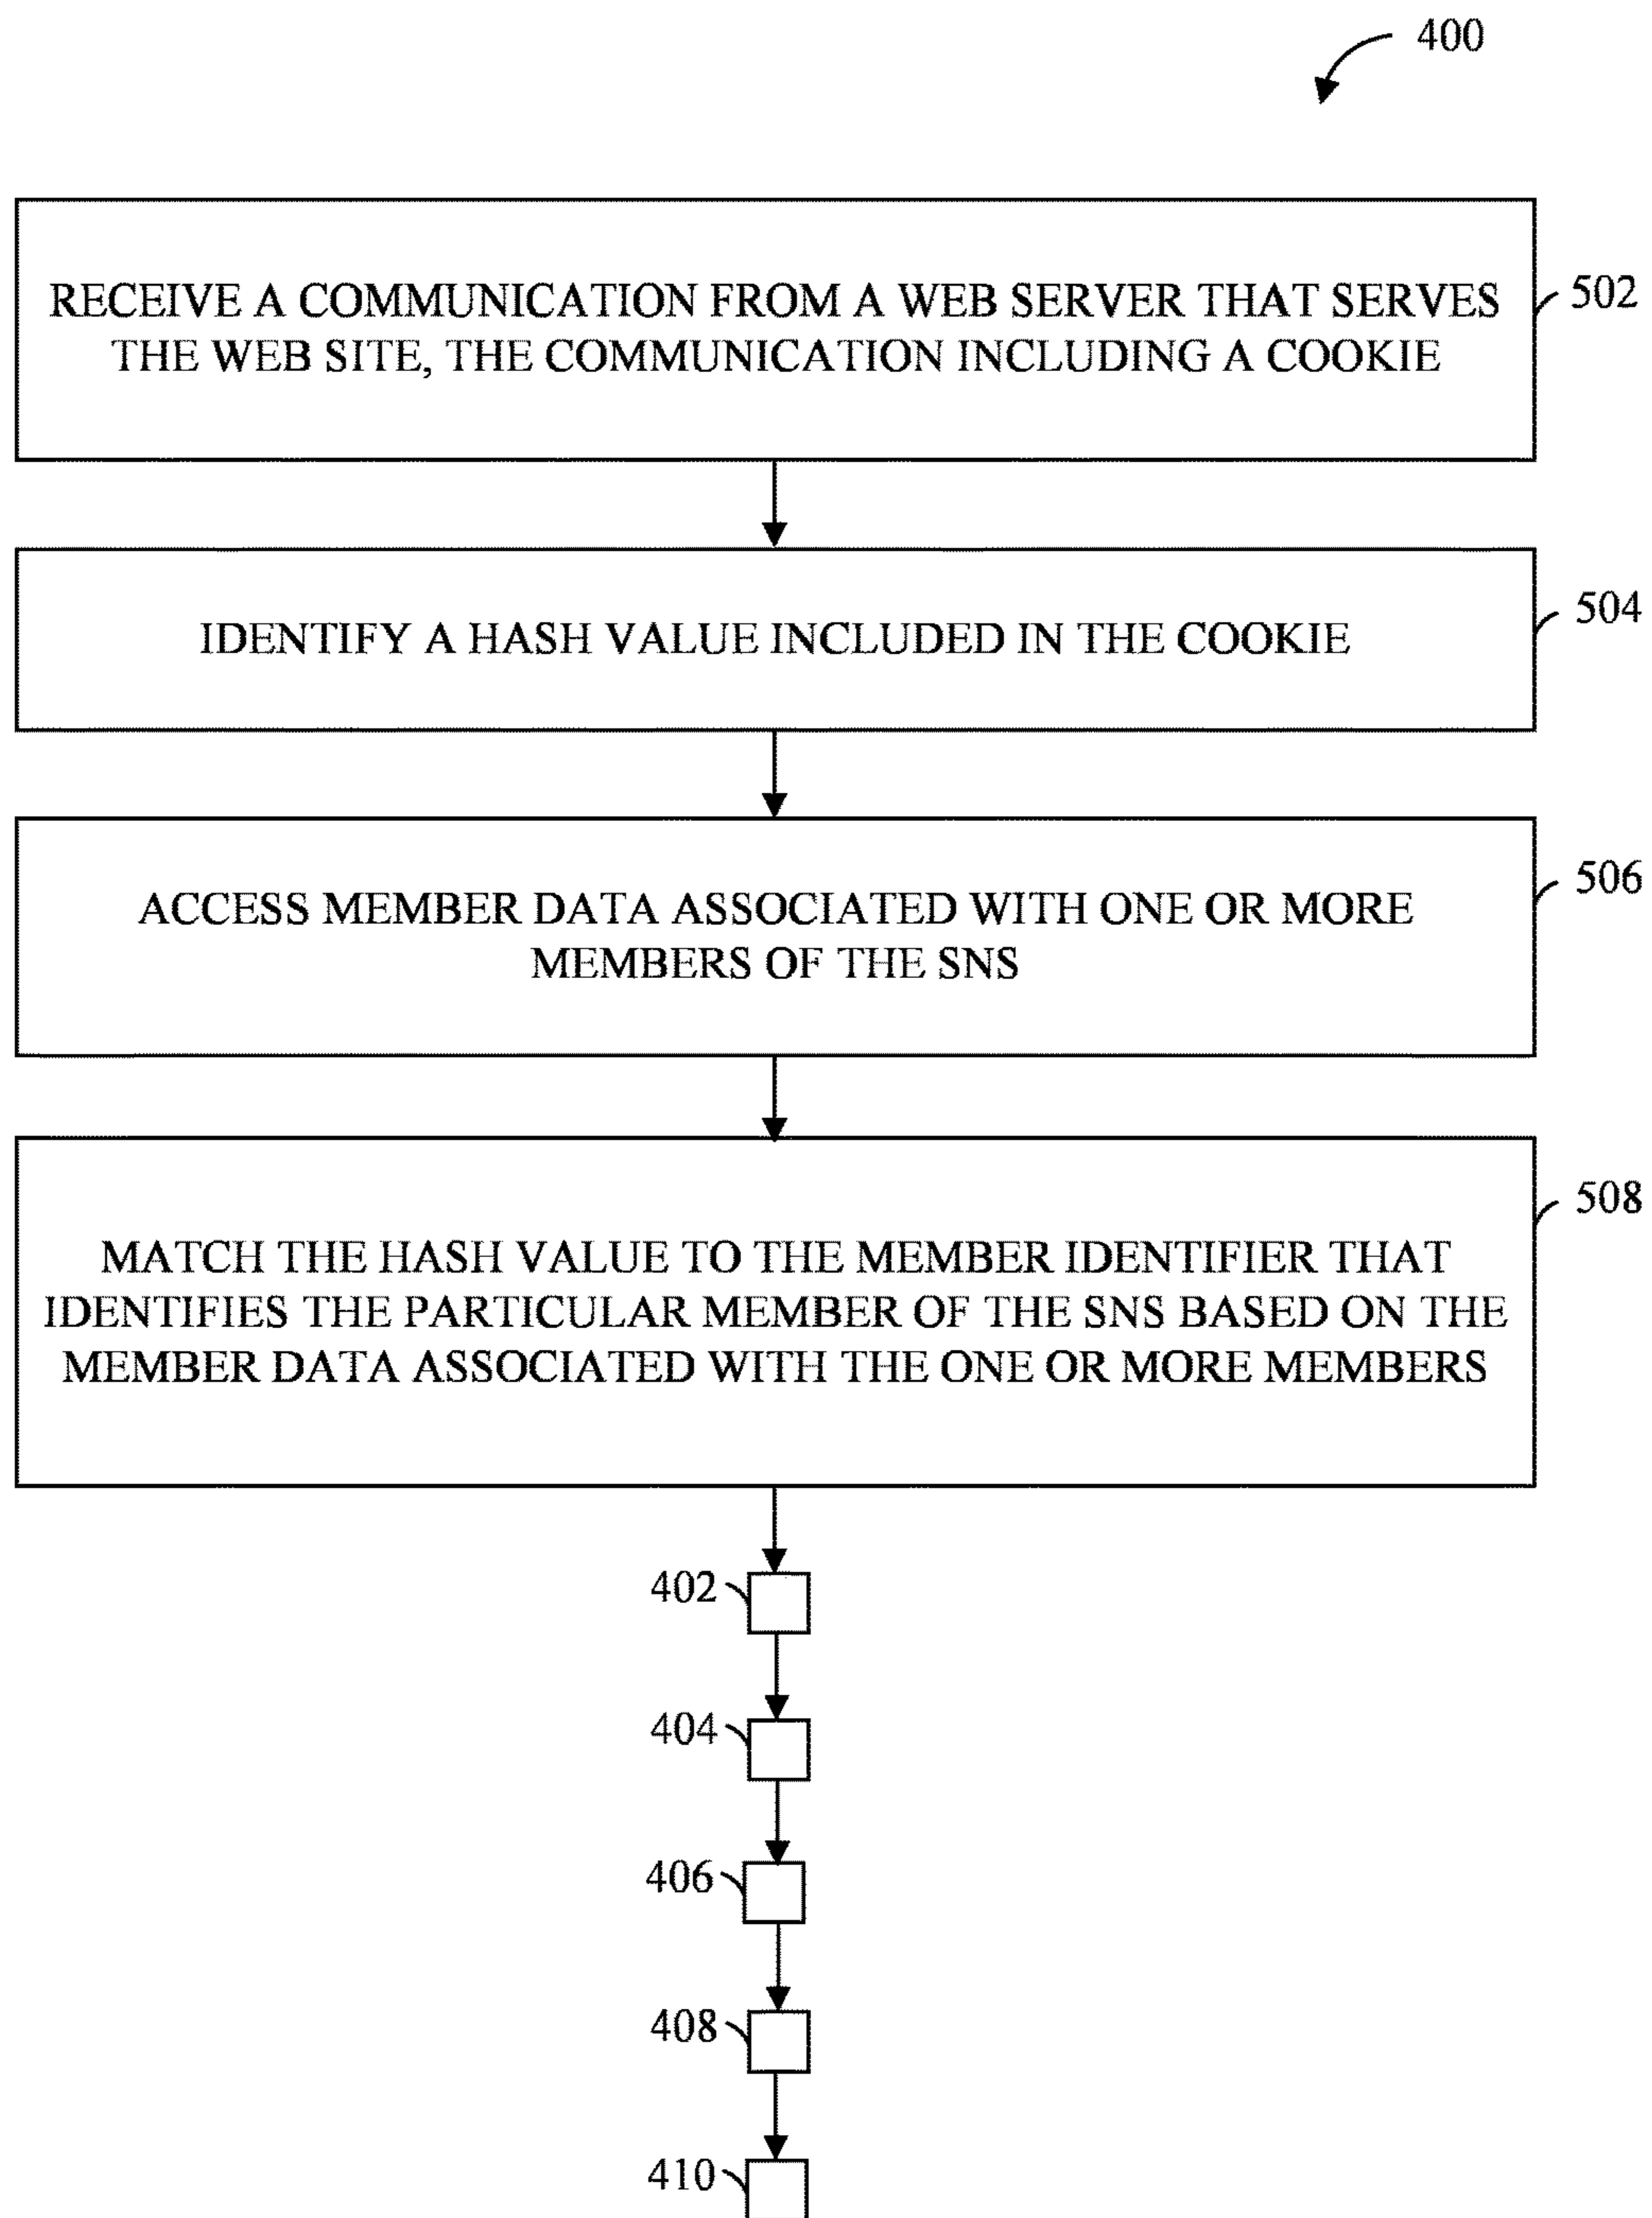 400
RECEIVE A COMMUNICATION FROM A WEB SERVER THAT SERVES
THE WEB SITE, THE COMMUNICATION INCLUDING A COOKIE
502
IDENTIFY A HASH VALUE INCLUDED IN THE COOKIE
504
ACCESS MEMBER DATA ASSOCIATED WITH ONE OR MORE
MEMBERS OF THE SNS
506
MATCH THE HASH VALUE TO THE MEMBER IDENTIFIER THAT
IDENTIFIES THE PARTICULAR MEMBER OF THE SNS BASED ON THE
MEMBER DATA ASSOCIATED WITH THE ONE OR MORE MEMBERS
508
402
404
406
408
410